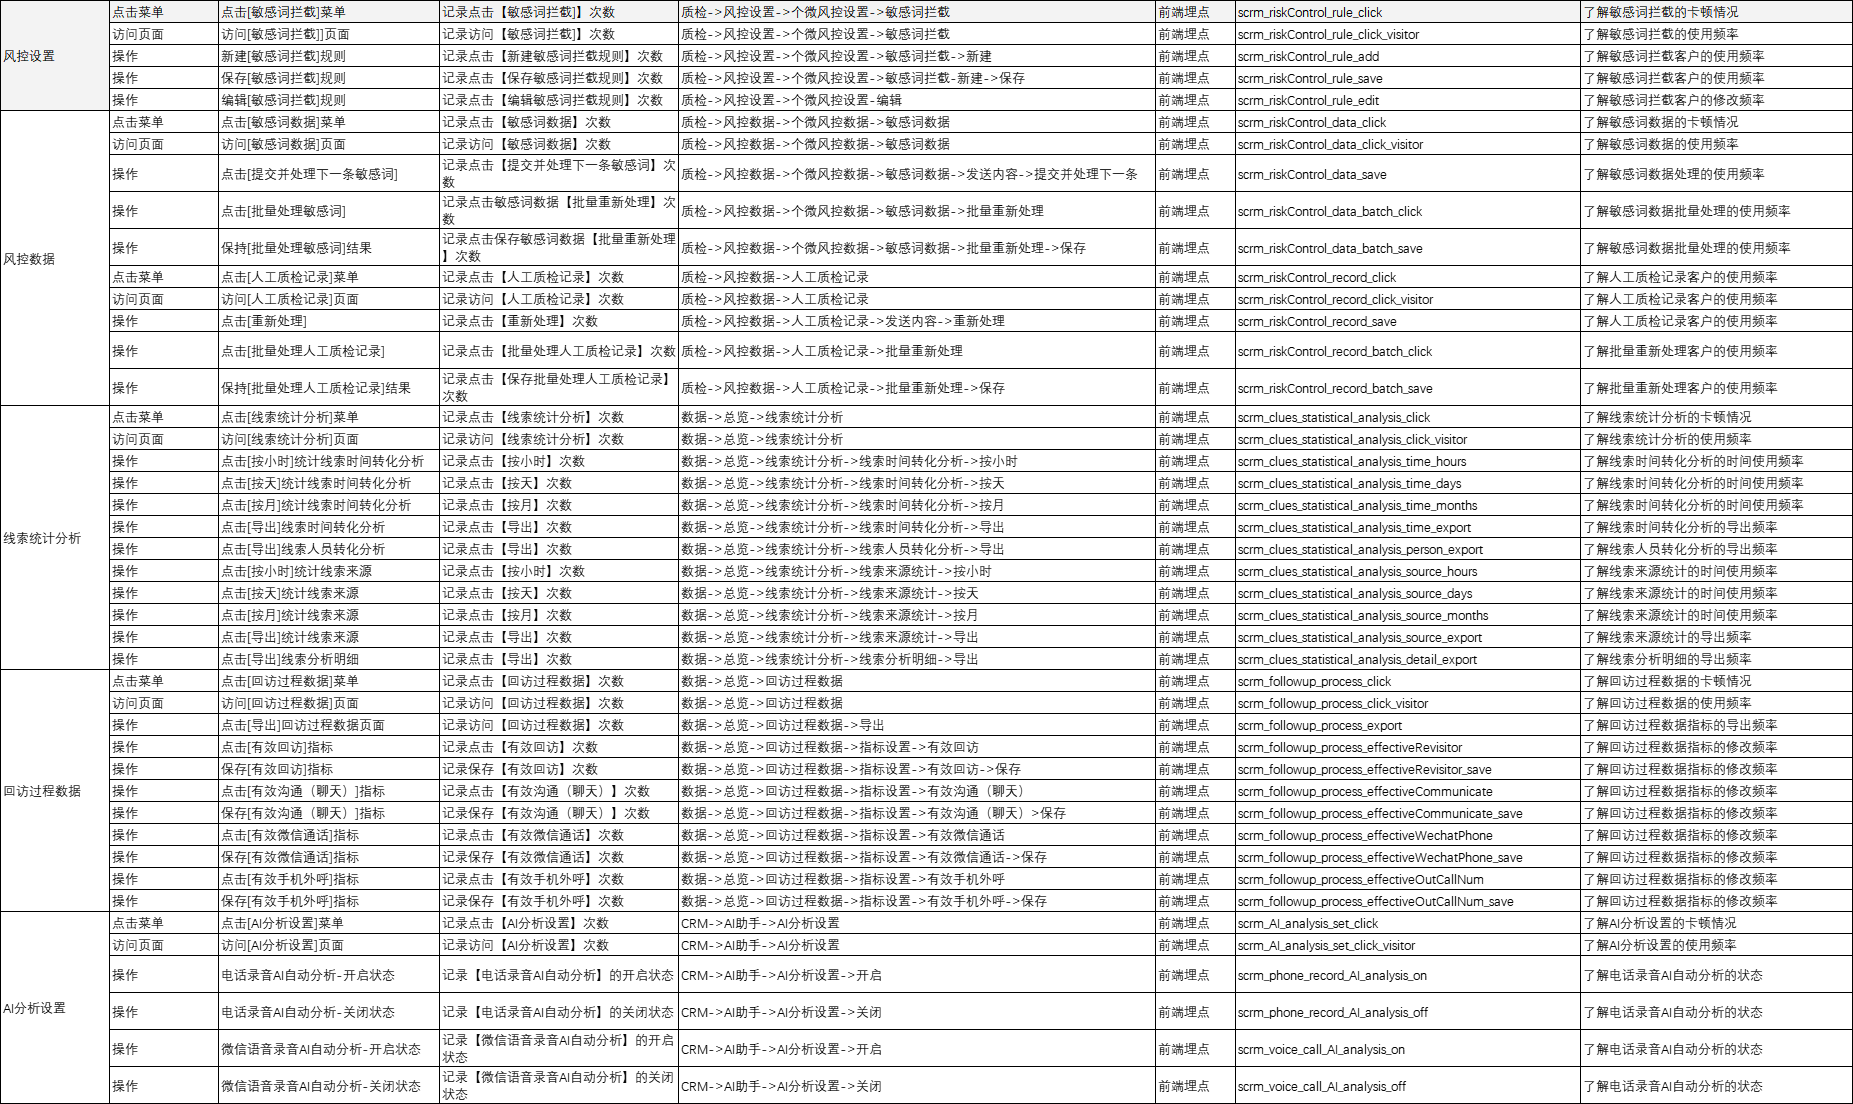 风控设置
点击菜单 点击[敏感词拦截]菜单 记录点击【敏感词拦截】次数 质检->风控设置->个微风控设置->敏感词拦截 前端埋点 scrm_riskControl_rule_click 了解敏感词拦截的卡顿情况
访问页面 访问[敏感词拦截]]页面 记录访问【敏感词拦截】】次数 质检->风控设置->个微风控设置->敏感词拦截 前端埋点 scrm_riskControl_rule_click_visitor 了解敏感词拦截的使用频率
操作 新建[敏感词拦截]规则 记录点击【新建敏感词拦截规则】次数 质检->风控设置->个微风控设置->敏感词拦截->新建 前端埋点 scrm_riskControl_rule_add 了解敏感词拦截客户的使用频率
操作 保存[敏感词拦截]规则 记录点击【保存敏感词拦截规则】次数 质检->风控设置->个微风控设置->敏感词拦截-新建->保存 前端埋点 scrm_riskControl_rule_save 了解敏感词拦截客户的使用频率
操作 编辑[敏感词拦截]规则 记录点击【编辑敏感词拦截规则】次数 质检->风控设置->个微风控设置-编辑 前端埋点 scrm_riskControl_rule_edit 了解敏感词拦截客户的修改频率
风控数据
点击菜单 点击[敏感词数据]菜单 记录点击【敏感词数据】次数 质检->风控数据->个微风控数据->敏感词数据 前端埋点 scrm_riskControl_data_click 了解敏感词数据的卡顿情况
访问页面 访问[敏感词数据]页面 记录访问【敏感词数据】次数 质检->风控数据->个微风控数据->敏感词数据 前端埋点 scrm_riskControl_data_click_visitor 了解敏感词数据的使用频率
操作 点击[提交并处理下一条敏感词] 记录点击【提交并处理下一条敏感词】次
数 质检->风控数据->个微风控数据->敏感词数据->发送内容->提交并处理下一条 前端埋点 scrm_riskControl_data_save 了解敏感词数据处理的使用频率
操作 点击[批量处理敏感词] 记录点击敏感词数据【批量重新处理】次
数 质检->风控数据->个微风控数据->敏感词数据->批量重新处理 前端埋点 scrm_riskControl_data_batch_click 了解敏感词数据批量处理的使用频率
操作 保持[批量处理敏感词]结果 记录点击保存敏感词数据【批量重新处理
】次数 质检->风控数据->个微风控数据->敏感词数据->批量重新处理->保存 前端埋点 scrm_riskControl_data_batch_save 了解敏感词数据批量处理的使用频率
点击菜单 点击[人工质检记录]菜单 记录点击【人工质检记录】次数 质检->风控数据->人工质检记录 前端埋点 scrm_riskControl_record_click 了解人工质检记录客户的使用频率
访问页面 访问[人工质检记录]页面 记录访问【人工质检记录】次数 质检->风控数据->人工质检记录 前端埋点 scrm_riskControl_record_click_visitor 了解人工质检记录客户的使用频率
操作 点击[重新处理] 记录点击【重新处理】次数 质检->风控数据->人工质检记录->发送内容->重新处理 前端埋点 scrm_riskControl_record_save 了解人工质检记录客户的使用频率
操作 点击[批量处理人工质检记录] 记录点击【批量处理人工质检记录】次数 质检->风控数据->人工质检记录->批量重新处理 前端埋点 scrm_riskControl_record_batch_click 了解批量重新处理客户的使用频率
操作 保持[批量处理人工质检记录]结果 记录点击【保存批量处理人工质检记录】
次数 质检->风控数据->人工质检记录->批量重新处理->保存 前端埋点 scrm_riskControl_record_batch_save 了解批量重新处理客户的使用频率
线索统计分析
点击菜单 点击[线索统计分析]菜单 记录点击【线索统计分析】次数 数据->总览->线索统计分析 前端埋点 scrm_clues_statistical_analysis_click 了解线索统计分析的卡顿情况
访问页面 访问[线索统计分析]页面 记录访问【线索统计分析】次数 数据->总览->线索统计分析 前端埋点 scrm_clues_statistical_analysis_click_visitor 了解线索统计分析的使用频率
操作 点击[按小时]统计线索时间转化分析 记录点击【按小时】次数 数据->总览->线索统计分析->线索时间转化分析->按小时 前端埋点 scrm_clues_statistical_analysis_time_hours 了解线索时间转化分析的时间使用频率
操作 点击[按天]统计线索时间转化分析 记录点击【按天】次数 数据->总览->线索统计分析->线索时间转化分析->按天 前端埋点 scrm_clues_statistical_analysis_time_days 了解线索时间转化分析的时间使用频率
操作 点击[按月]统计线索时间转化分析 记录点击【按月】次数 数据->总览->线索统计分析->线索时间转化分析->按月 前端埋点 scrm_clues_statistical_analysis_time_months 了解线索时间转化分析的时间使用频率
操作 点击[导出]线索时间转化分析 记录点击【导出】次数 数据->总览->线索统计分析->线索时间转化分析->导出 前端埋点 scrm_clues_statistical_analysis_time_export 了解线索时间转化分析的导出频率
操作 点击[导出]线索人员转化分析 记录点击【导出】次数 数据->总览->线索统计分析->线索人员转化分析->导出 前端埋点 scrm_clues_statistical_analysis_person_export 了解线索人员转化分析的导出频率
操作 点击[按小时]统计线索来源 记录点击【按小时】次数 数据->总览->线索统计分析->线索来源统计->按小时 前端埋点 scrm_clues_statistical_analysis_source_hours 了解线索来源统计的时间使用频率
操作 点击[按天]统计线索来源 记录点击【按天】次数 数据->总览->线索统计分析->线索来源统计->按天 前端埋点 scrm_clues_statistical_analysis_source_days 了解线索来源统计的时间使用频率
操作 点击[按月]统计线索来源 记录点击【按月】次数 数据->总览->线索统计分析->线索来源统计->按月 前端埋点 scrm_clues_statistical_analysis_source_months 了解线索来源统计的时间使用频率
操作 点击[导出]统计线索来源 记录点击【导出】次数 数据->总览->线索统计分析->线索来源统计->导出 前端埋点 scrm_clues_statistical_analysis_source_export 了解线索来源统计的导出频率
操作 点击[导出]线索分析明细 记录点击【导出】次数 数据->总览->线索统计分析->线索分析明细->导出 前端埋点 scrm_clues_statistical_analysis_detail_export 了解线索分析明细的导出频率
回访过程数据
点击菜单 点击[回访过程数据]菜单 记录点击【回访过程数据】次数 数据->总览->回访过程数据 前端埋点 scrm_followup_process_click 了解回访过程数据的卡顿情况
访问页面 访问[回访过程数据]页面 记录访问【回访过程数据】次数 数据->总览->回访过程数据 前端埋点 scrm_followup_process_click_visitor 了解回访过程数据的使用频率
操作 点击[导出]回访过程数据页面 记录访问【回访过程数据】次数 数据->总览->回访过程数据->导出 前端埋点 scrm_followup_process_export 了解回访过程数据指标的导出频率
操作 点击[有效回访]指标 记录点击【有效回访】次数 数据->总览->回访过程数据->指标设置->有效回访 前端埋点 scrm_followup_process_effectiveRevisitor 了解回访过程数据指标的修改频率
操作 保存[有效回访]指标 记录保存【有效回访】次数 数据->总览->回访过程数据->指标设置->有效回访->保存 前端埋点 scrm_followup_process_effectiveRevisitor_save 了解回访过程数据指标的修改频率
操作 点击[有效沟通（聊天）]指标 记录点击【有效沟通（聊天）】次数 数据->总览->回访过程数据->指标设置->有效沟通（聊天） 前端埋点 scrm_followup_process_effectiveCommunicate 了解回访过程数据指标的修改频率
操作 保存[有效沟通（聊天）]指标 记录保存【有效沟通（聊天）】次数 数据->总览->回访过程数据->指标设置->有效沟通（聊天）>保存 前端埋点 scrm_followup_process_effectiveCommunicate_save 了解回访过程数据指标的修改频率
操作 点击[有效微信通话]指标 记录点击【有效微信通话】次数 数据->总览->回访过程数据->指标设置->有效微信通话 前端埋点 scrm_followup_process_effectiveWechatPhone 了解回访过程数据指标的修改频率
操作 保存[有效微信通话]指标 记录保存【有效微信通话】次数 数据->总览->回访过程数据->指标设置->有效微信通话->保存 前端埋点 scrm_followup_process_effectiveWechatPhone_save 了解回访过程数据指标的修改频率
操作 点击[有效手机外呼]指标 记录点击【有效手机外呼】次数 数据->总览->回访过程数据->指标设置->有效手机外呼 前端埋点 scrm_followup_process_effectiveOutCallNum 了解回访过程数据指标的修改频率
操作 保存[有效手机外呼]指标 记录保存【有效手机外呼】次数 数据->总览->回访过程数据->指标设置->有效手机外呼->保存 前端埋点 scrm_followup_process_effectiveOutCallNum_save 了解回访过程数据指标的修改频率
AI分析设置
点击菜单 点击[AI分析设置]菜单 记录点击【AI分析设置】次数 CRM->AI助手->AI分析设置 前端埋点 scrm_AI_analysis_set_click 了解AI分析设置的卡顿情况
访问页面 访问[AI分析设置]页面 记录访问【AI分析设置】次数 CRM->AI助手->AI分析设置 前端埋点 scrm_AI_analysis_set_click_visitor 了解AI分析设置的使用频率
操作 电话录音AI自动分析-开启状态 记录【电话录音AI自动分析】的开启状态 CRM->AI助手->AI分析设置->开启 前端埋点 scrm_phone_record_AI_analysis_on 了解电话录音AI自动分析的状态
操作 电话录音AI自动分析-关闭状态 记录【电话录音AI自动分析】的关闭状态 CRM->AI助手->AI分析设置->关闭 前端埋点 scrm_phone_record_AI_analysis_off 了解电话录音AI自动分析的状态
操作 微信语音录音AI自动分析-开启状态 记录【微信语音录音AI自动分析】的开启
状态 CRM->AI助手->AI分析设置->开启 前端埋点 scrm_voice_call_AI_analysis_on 了解电话录音AI自动分析的状态
操作 微信语音录音AI自动分析-关闭状态 记录【微信语音录音AI自动分析】的关闭
状态 CRM->AI助手->AI分析设置->关闭 前端埋点 scrm_voice_call_AI_analysis_off 了解电话录音AI自动分析的状态